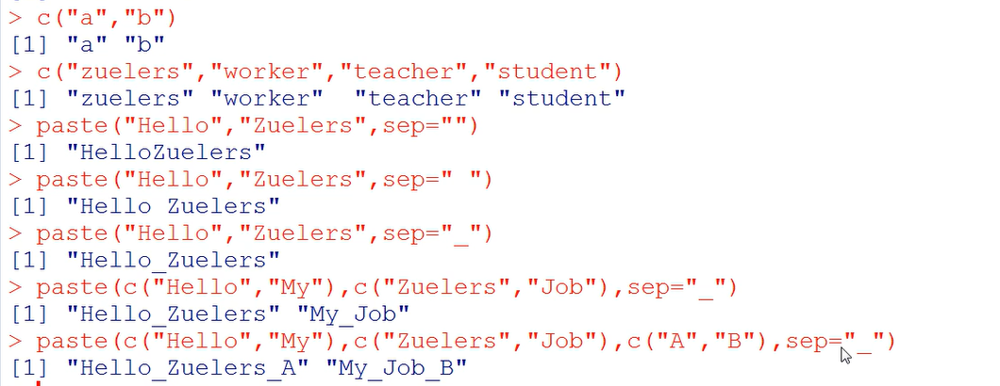 > c("a","b")
[1] "a" "b"
> c("zuelers","worker","teacher","student")
[1] "zuelers" "worker"  "teacher" "student"
> paste("Hello","Zuelers",sep="")
[1] "HelloZuelers"
> paste("Hello","Zuelers",sep=" ")
[1] "Hello Zuelers"
> paste("Hello","Zuelers",sep="_")
[1] "Hello_Zuelers"
> paste(c("Hello","My"),c("Zuelers","Job"),sep="_")
[1] "Hello_Zuelers" "My_Job"
> paste(c("Hello","My"),c("Zuelers","Job"),c("A","B"),sep="_")
[1] "Hello_Zuelers_A" "My_Job_B"